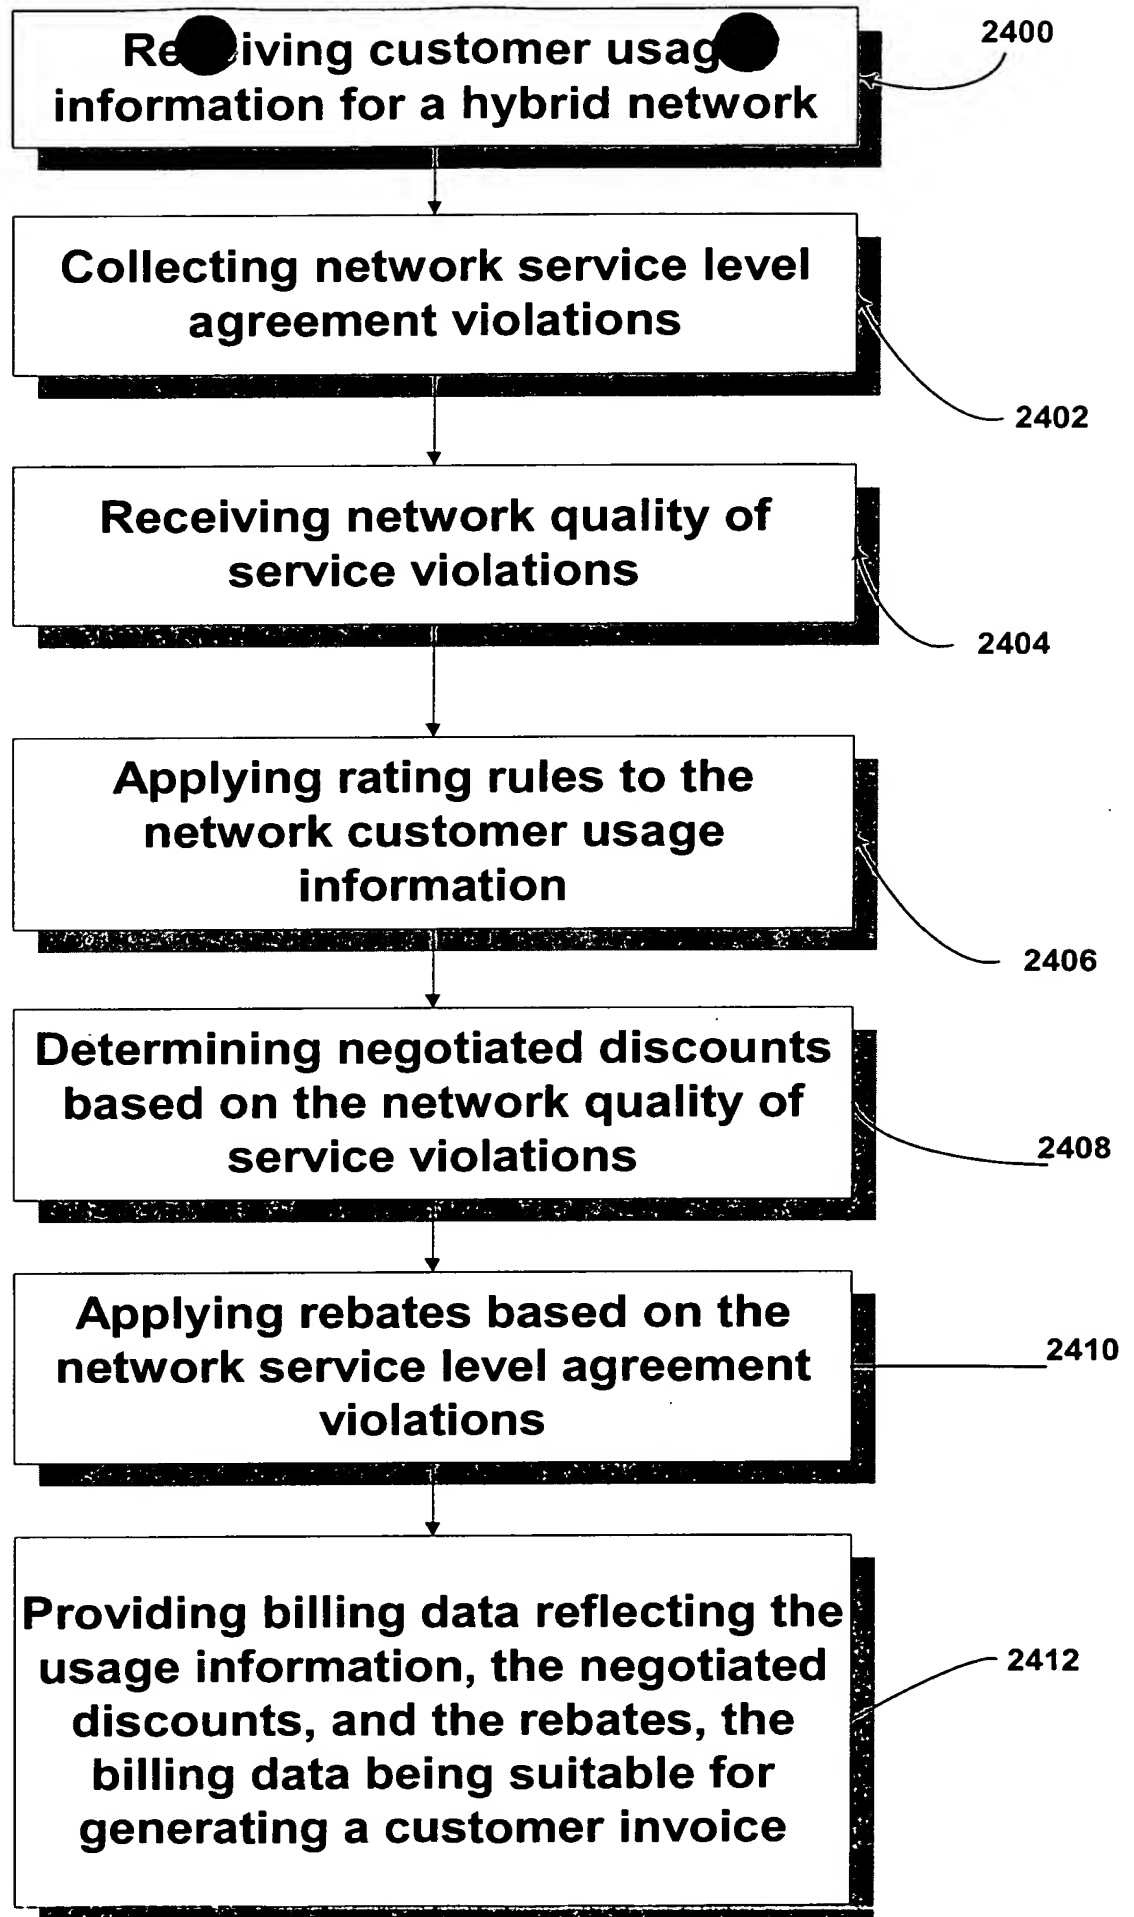 Receiving customer usage
information for a hybrid network
2400
Collecting network service level
agreement violations
2402
Receiving network quality of
service violations
2404
Applying rating rules to the
network customer usage
information
2406
Determining negotiated discounts
based on the network quality of
service violations
2408
Applying rebates based on the
network service level agreement
violations
2410
Providing billing data reflecting the
usage information, the negotiated
discounts, and the rebates, the
billing data being suitable for
generating a customer invoice
2412